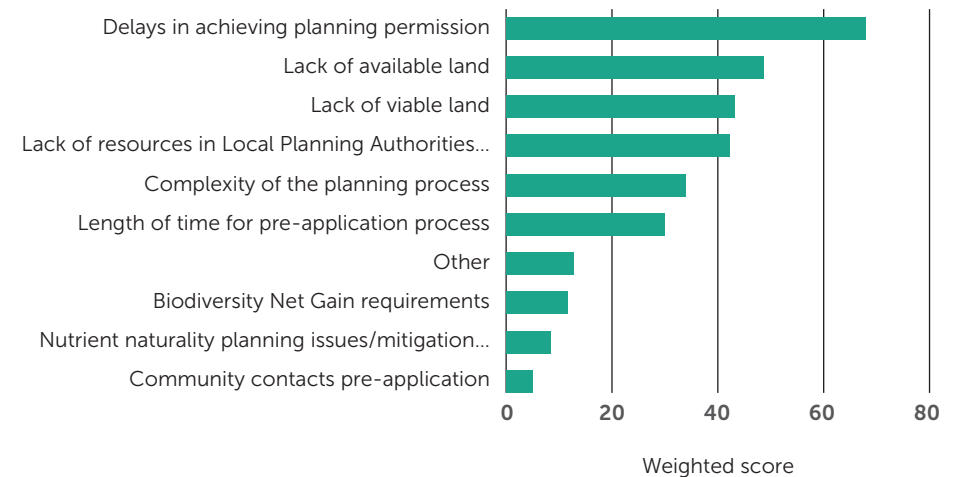 Delays in achieving planning permission
Lack of available land
Lack of viable land
Lack of resources in Local Planning Authorities...
Complexity of the planning process
Length of time for pre-application process
Other
Biodiversity Net Gain requirements
Nutrient naturality planning issues/mitigation...
Community contacts pre-application
0 20 40 60 80
Weighted score